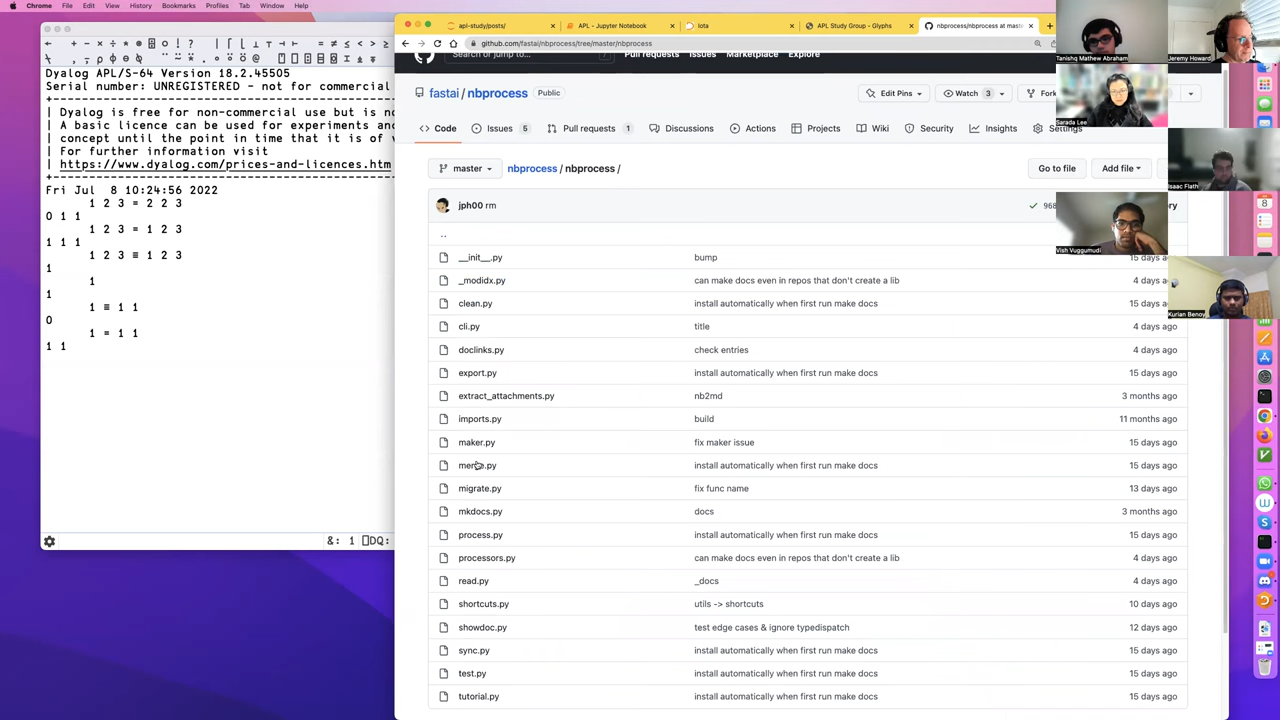 Chrome File Edit View History Bookmarks Profiles Tab Window Help
apl-study/posts/
APL - Jupyter Notebook
Iota
APL Study Group - Glyphs
nbprocess/nbprocess at mast
github.com/fastai/nbprocess/tree/master/nbprocess
Search or jump to...
Pull requests Issues Marketplace Explore
Dyalog APL/S-64 Version 18.2.45505
Serial number: UNREGISTERED - not for commercial
| Dyalog is free for non-commercial use but is no
| A basic licence can be used for experiments and
| concept until the point in time that it is of v
| For further information visit
| https://www.dyalog.com/prices-and-licences.htm
Fri Jul 8 10:24:56 2022
1 2 3 = 2 2 3
0 1 1
1 2 3 = 1 2 3
1 1 1
1 2 3 ≡ 1 2 3
1
1
1
1 ≡ 1 1
0
1 = 1 1
1 1
&: 1 ⎕DQ:
fastai / nbprocess Public
Edit Pins Watch 3 Fork
Code Issues 5 Pull requests 1 Discussions Actions Projects Wiki Security Insights Settings
master nbprocess / nbprocess / Go to file Add file
jph00 rm
..
__init__.py bump 15 days ago
_modidx.py can make docs even in repos that don't create a lib 4 days ago
clean.py install automatically when first run make docs 15 days ago
cli.py title 4 days ago
doclinks.py check entries 4 days ago
export.py install automatically when first run make docs 15 days ago
extract_attachments.py nb2md 3 months ago
imports.py build 11 months ago
maker.py fix maker issue 15 days ago
merge.py install automatically when first run make docs 15 days ago
migrate.py fix func name 13 days ago
mkdocs.py docs 3 months ago
process.py install automatically when first run make docs 15 days ago
processors.py can make docs even in repos that don't create a lib 4 days ago
read.py _docs 4 days ago
shortcuts.py utils -> shortcuts 10 days ago
showdoc.py test edge cases & ignore typedispatch 12 days ago
sync.py install automatically when first run make docs 15 days ago
test.py install automatically when first run make docs 15 days ago
tutorial.py install automatically when first run make docs 15 days ago
Tanishq Mathew Abraham
Jeremy Howard
Sarada Lee
Isaac Flath
Vish Vuggumudi
Kurian Benoy